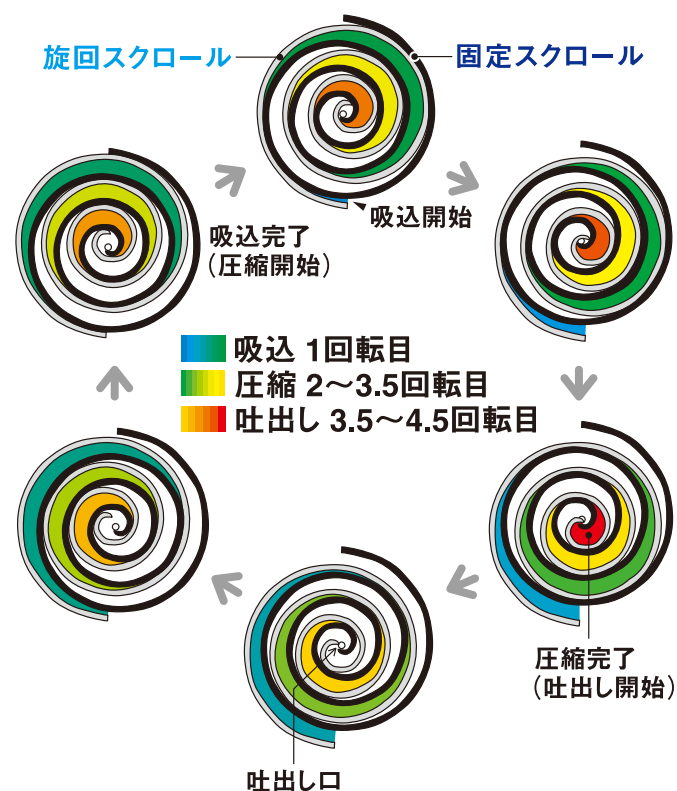 旋回スクロール
固定スクロール
吸込開始
吸込完了
（圧縮開始）
吸込 1回転目
圧縮 2〜3.5回転目
吐出し 3.5〜4.5回転目
圧縮完了
（吐出し開始）
吐出し口